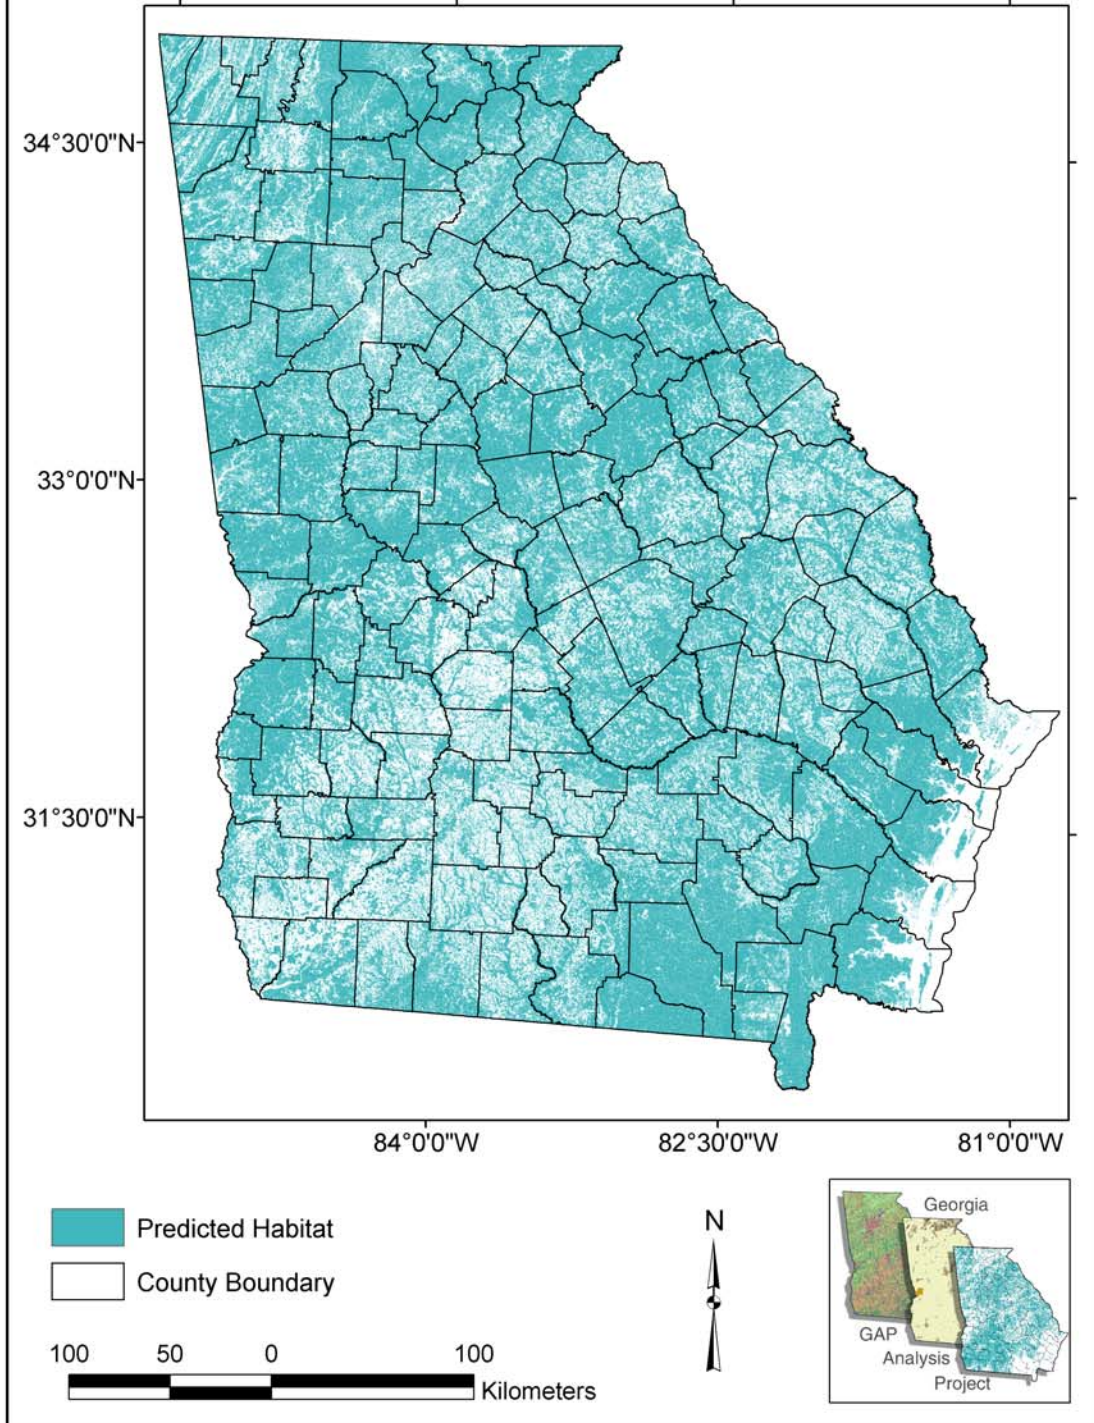 34°30'0"N
33°0'0"N
31°30'0"N
84°0'0"W 82°30'0"W 81°0'0"W
Predicted Habitat
County Boundary
100 50 0 100
Kilometers
N
Georgia
GAP
Analysis
Project